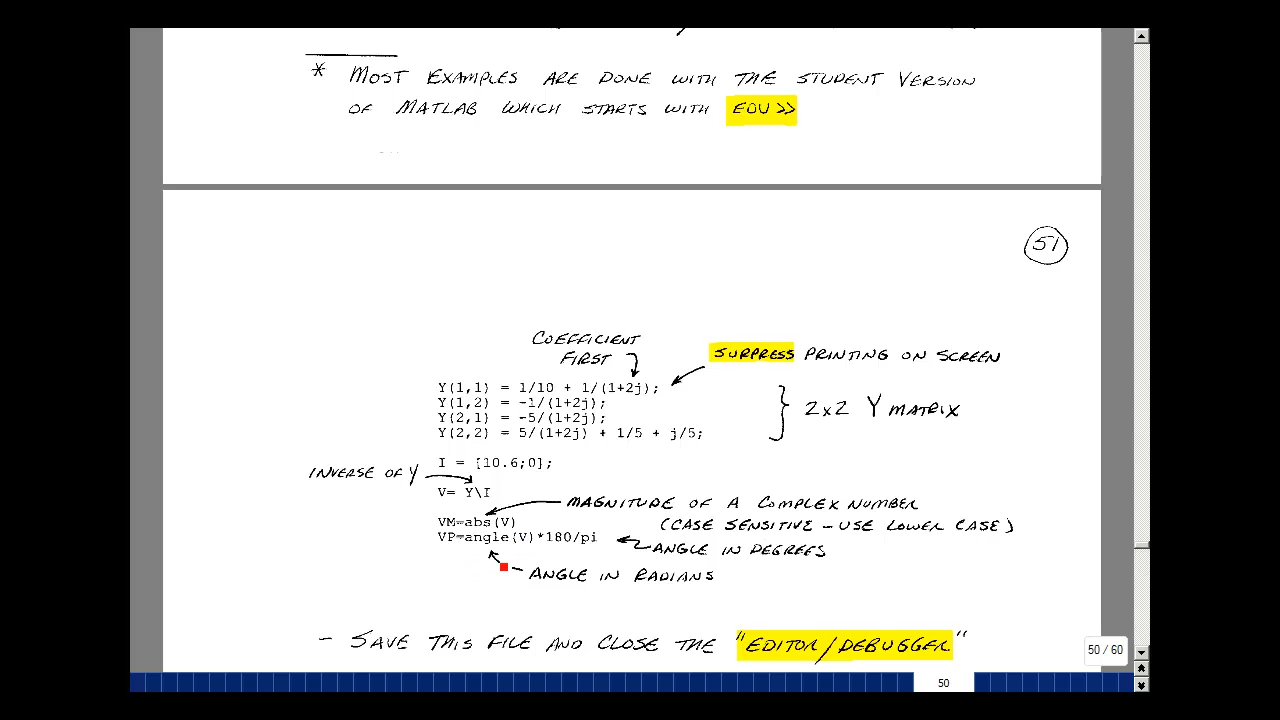 * MOST EXAMPLES ARE DONE WITH THE STUDENT VERSION
OF MATLAB WHICH STARTS WITH EDU >>
51
COEFFICIENT
FIRST
SURPRESS PRINTING ON SCREEN
Y(1,1) = 1/10 + 1/(1+2j);
Y(1,2) = -1/(1+2j);
Y(2,1) = -5/(1+2j);
Y(2,2) = 5/(1+2j) + 1/5 + j/5;
2x2 Y MATRIX
I = [10.6;0];
INVERSE OF Y
V= Y\I
MAGNITUDE OF A COMPLEX NUMBER
(CASE SENSITIVE - USE LOWER CASE)
VM=abs(V)
VP=angle(V)*180/pi
ANGLE IN DEGREES
ANGLE IN RADIANS
- SAVE THIS FILE AND CLOSE THE "EDITOR/DEBUGGER"
50 / 60
50